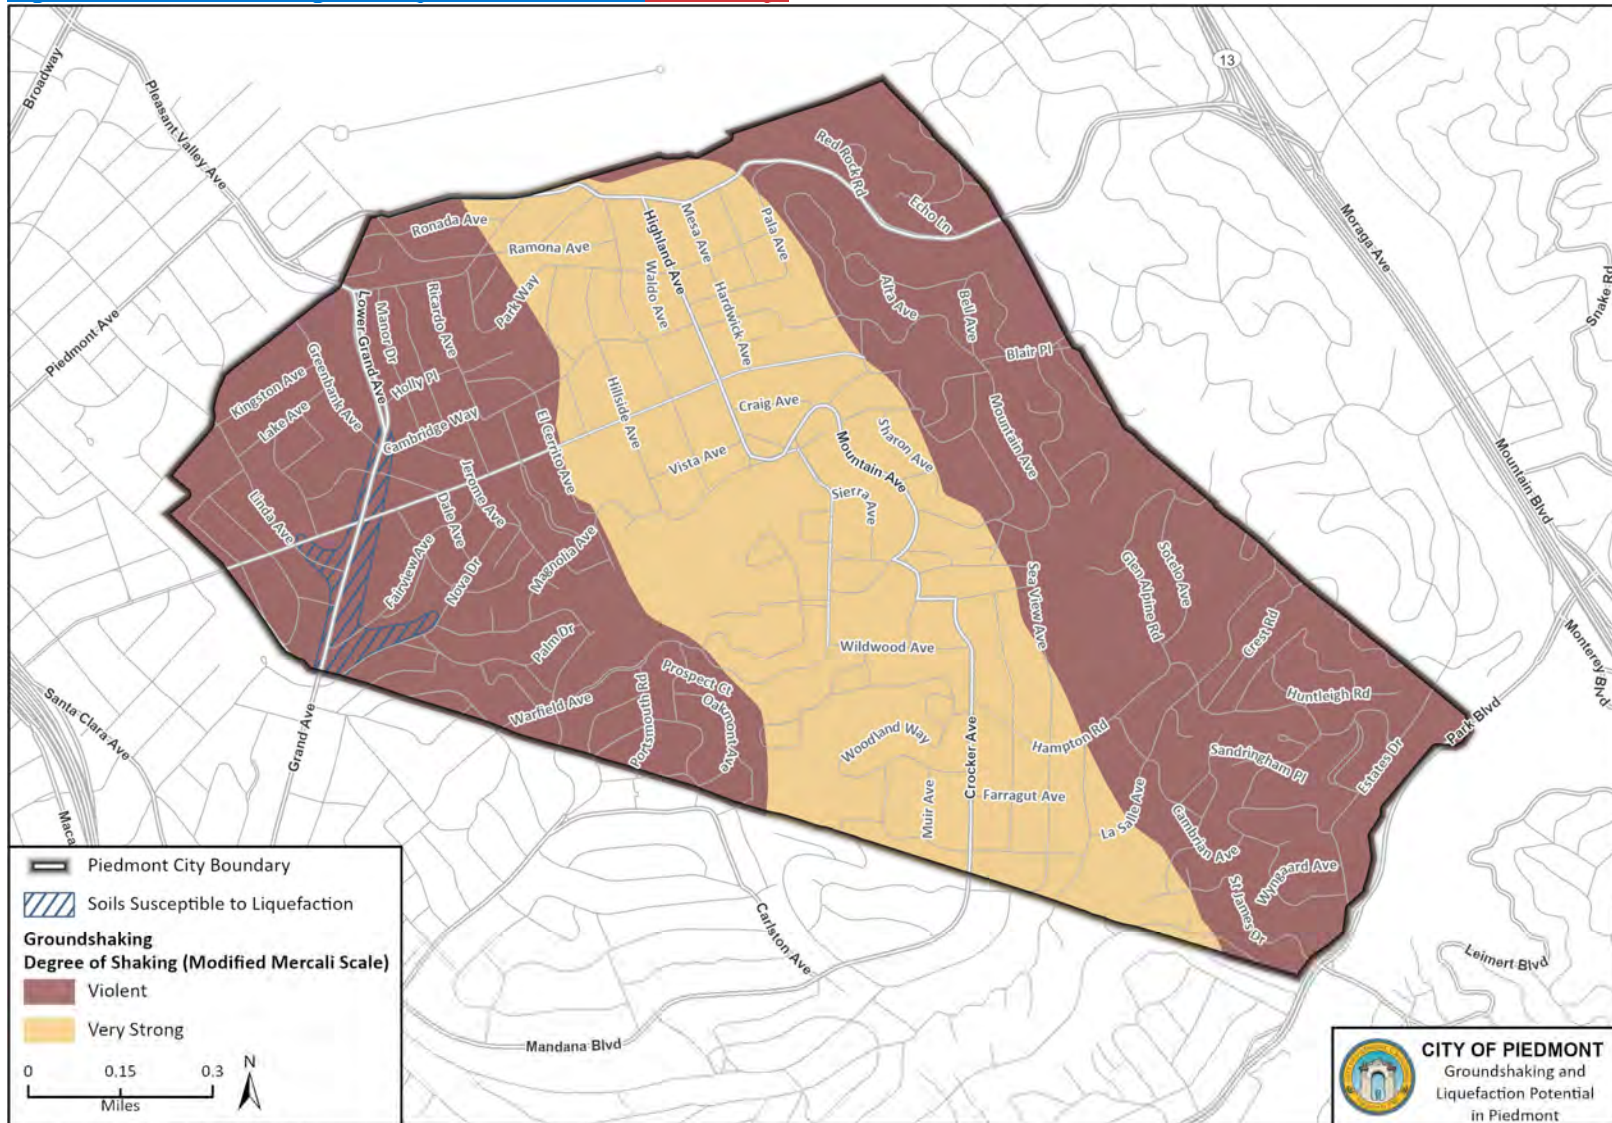 13
Broadway
Pleasant Valley Ave
Piedmont Ave
Moraga Ave
Snake Rd
Mountain Blvd
Monterey Blvd
Park Blvd
Leimert Blvd
Santa Clara Ave
Grand Ave
Carlston Ave
Mandana Blvd
Red Rock Rd
Echo Ln
Ronada Ave
Ramona Ave
Highland Ave
Mesa Ave
Pala Ave
Park Way
Waldo Ave
Hardwick Ave
Alta Ave
Bell Ave
Blair Pl
Lower Grand Ave
Manor Dr
Ricardo Ave
Holly Pl
Greenbank Ave
Kingston Ave
Lake Ave
Cambridge Way
El Cerrito Ave
Hillside Ave
Craig Ave
Vista Ave
Mountain Ave
Sharon Ave
Mountain Ave
Sierra Ave
Linda Ave
Jerome Ave
Dale Ave
Fairview Ave
Nova Dr
Magnolia Ave
Palm Dr
Sea View Ave
Glen Alpine Rd
Sotelo Ave
Crest Rd
Wildwood Ave
Prospect Ct
Oakmont Ave
Portsmouth Rd
Warfield Ave
Huntleigh Rd
Hampton Rd
Woodland Way
Crocker Ave
Sandringham Pl
Estates Dr
Muir Ave
Farragut Ave
La Salle Ave
Cambrian Ave
Wyngaard Ave
St James Dr
Piedmont City Boundary
Soils Susceptible to Liquefaction
Groundshaking
Degree of Shaking (Modified Mercali Scale)
Violent
Very Strong
0 0.15 0.3
Miles
N
CITY OF PIEDMONT
Groundshaking and
Liquefaction Potential
in Piedmont